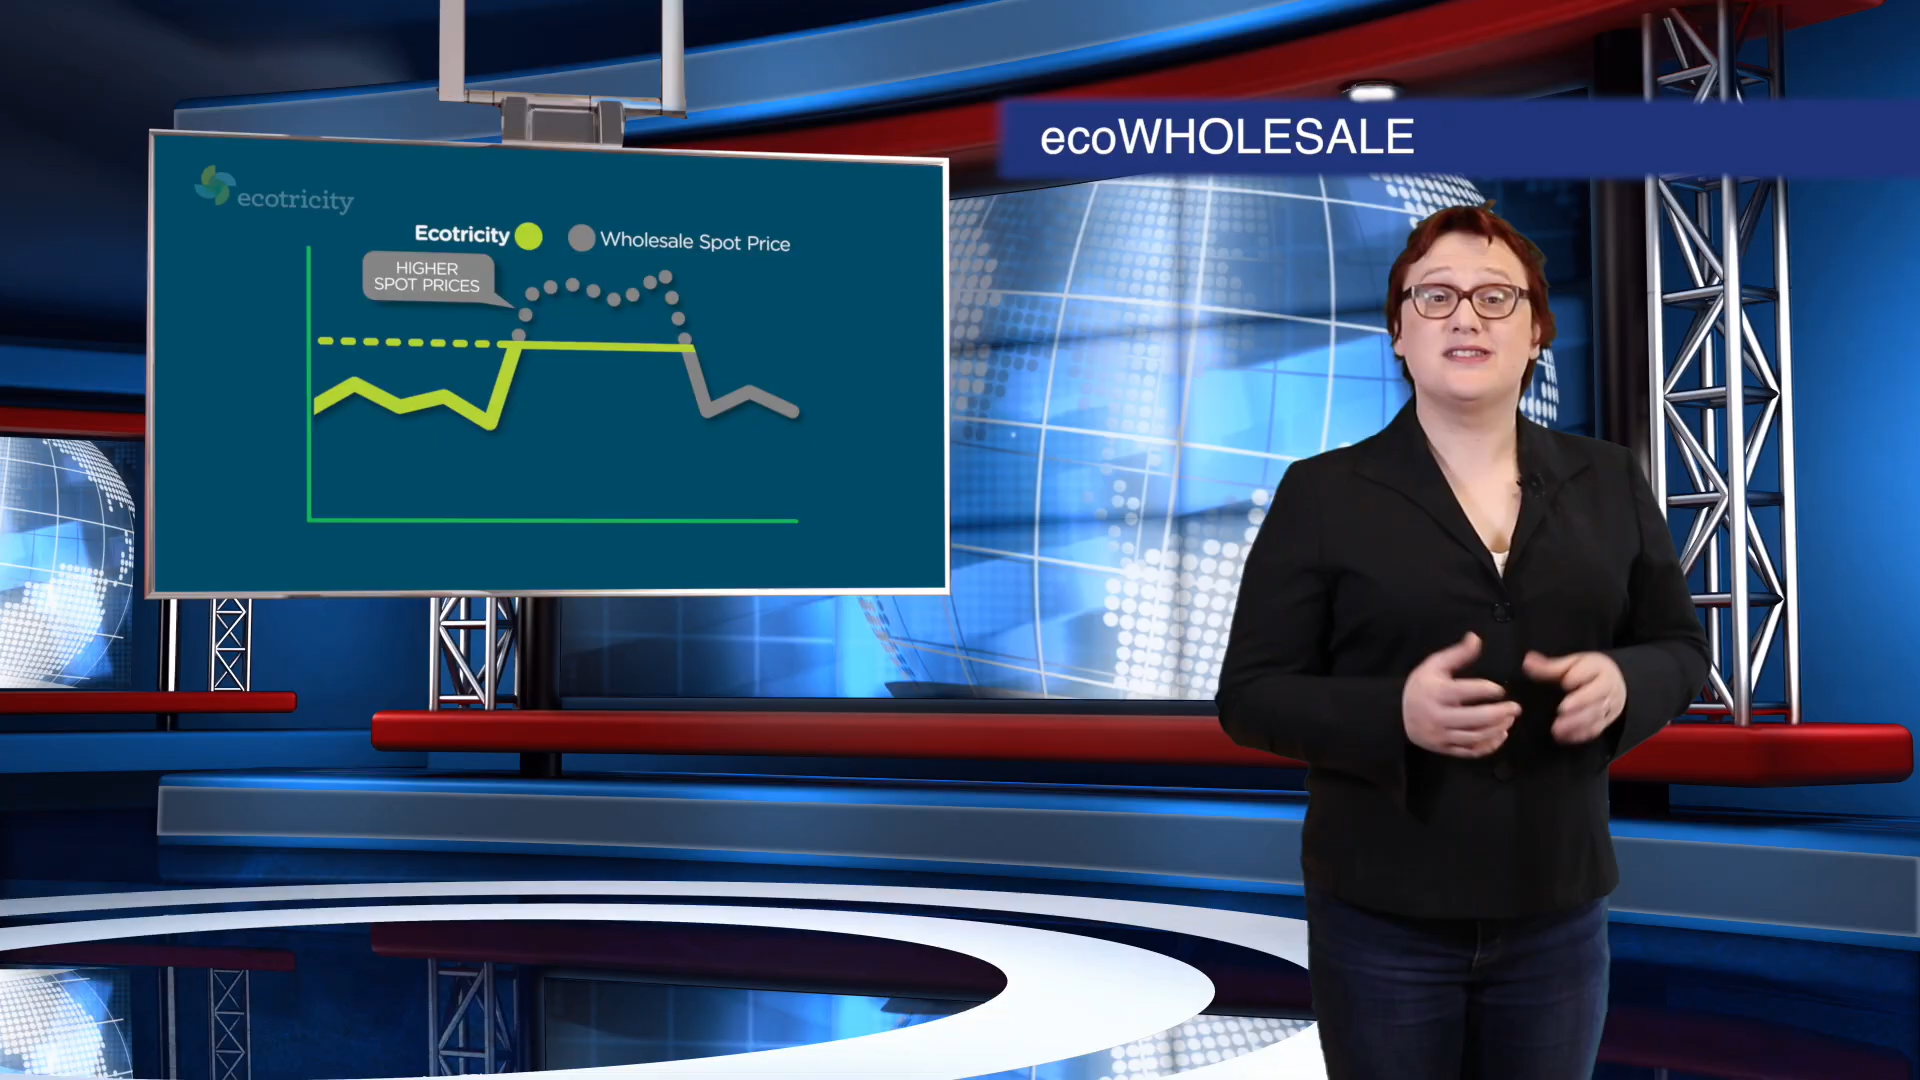 ecoWHOLESALE
ecotricity
Ecotricity
Wholesale Spot Price
HIGHER
SPOT PRICES